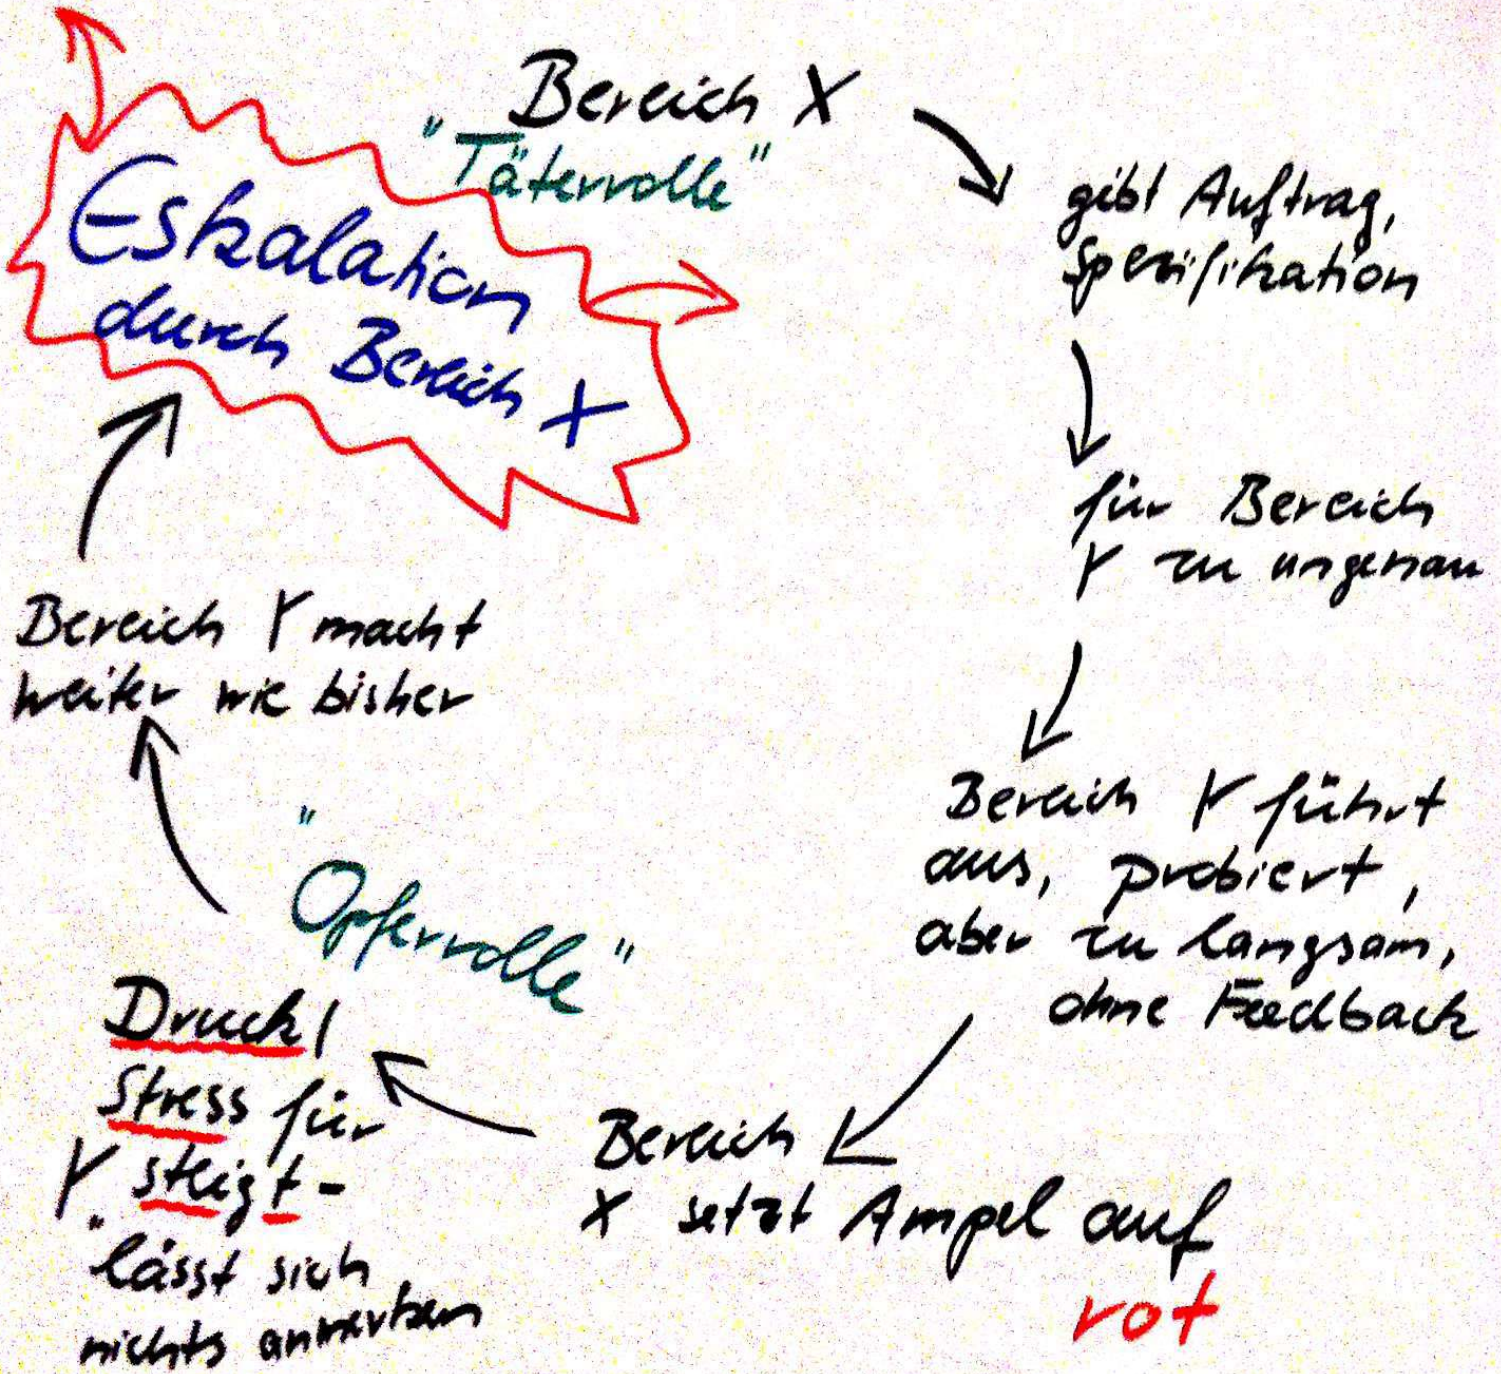 Bereich X
"Täterrolle"
gibt Auftrag,
Spezifikation
für Bereich
Y zu ungenau
Bereich Y führt
aus, probiert,
aber zu langsam,
ohne Feedback
Bereich
X setzt Ampel auf
rot
"Opferrolle"
Druck/
Stress für
Y steigt -
"lässt sich
nichts anmerken
Bereich Y macht
weiter wie bisher
Eskalation
durch Bereich X